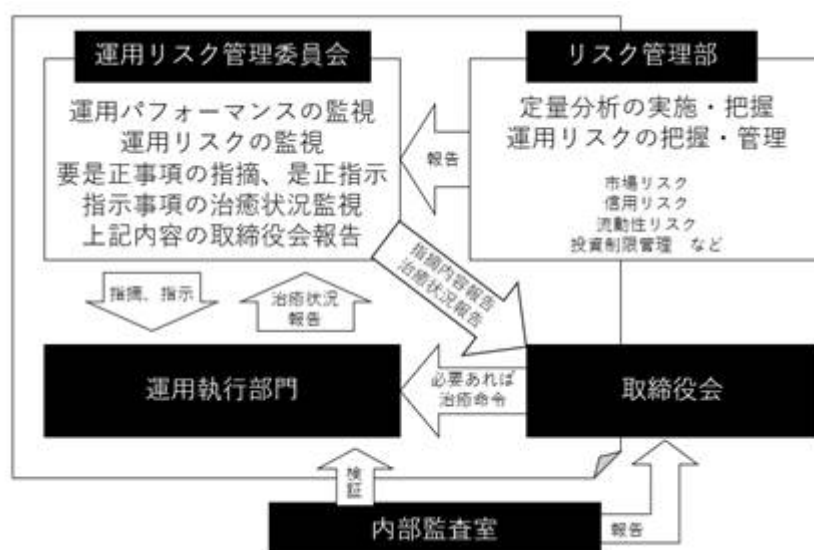 運用リスク管理委員会
運用パフォーマンスの監視
運用リスクの監視
要是正事項の指摘、是正指示
指示事項の治癒状況監視
上記内容の取締役会報告
リスク管理部
定量分析の実施・把握
運用リスクの把握・管理
市場リスク
信用リスク
流動性リスク
投資制限管理 など
報告
指摘、指示
治癒状況
報告
指摘内容報告
治癒状況報告
運用執行部門
必要あれば
治癒命令
取締役会
検証
内部監査室
報告